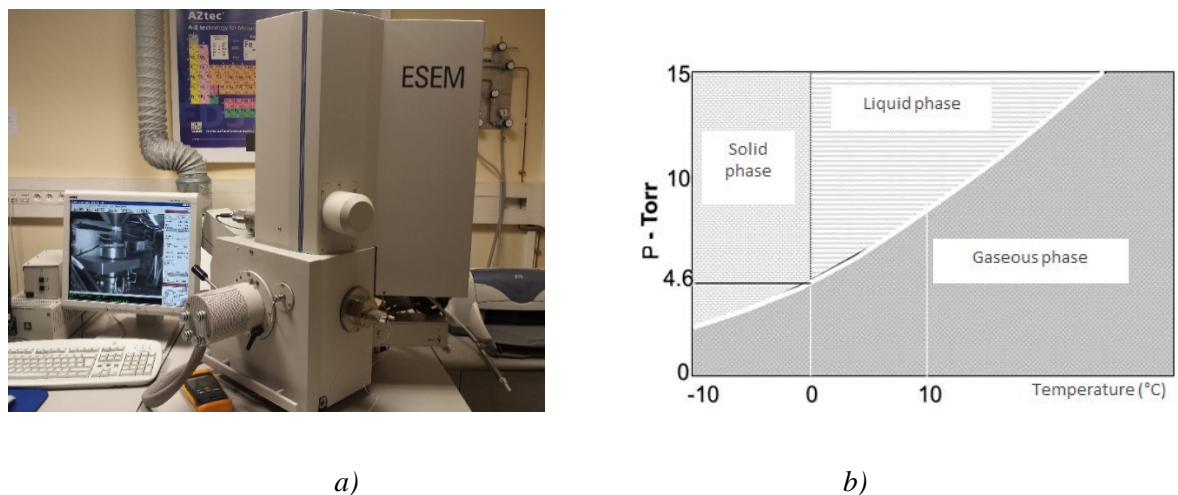 AZtec
ESEM
15
10
4.6
0
P - Torr
Solid
phase
Liquid phase
Gaseous phase
-10
0
10
Temperature (°C)
a)
b)